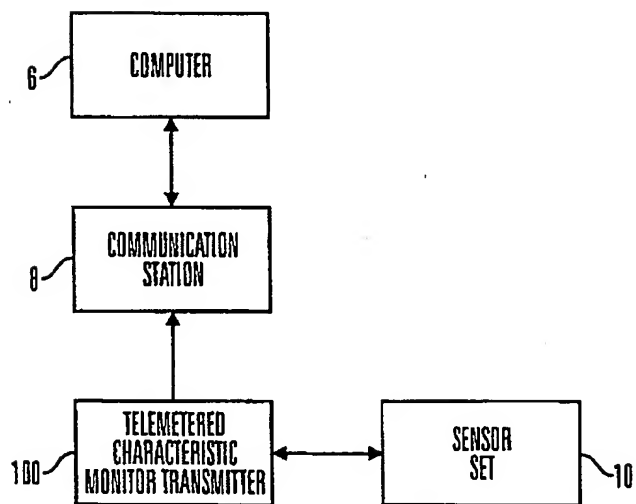 6
COMPUTER
8
COMMUNICATION
STATION
100
TELEMETERED
CHARACTERISTIC
MONITOR TRANSMITTER
SENSOR
SET
10